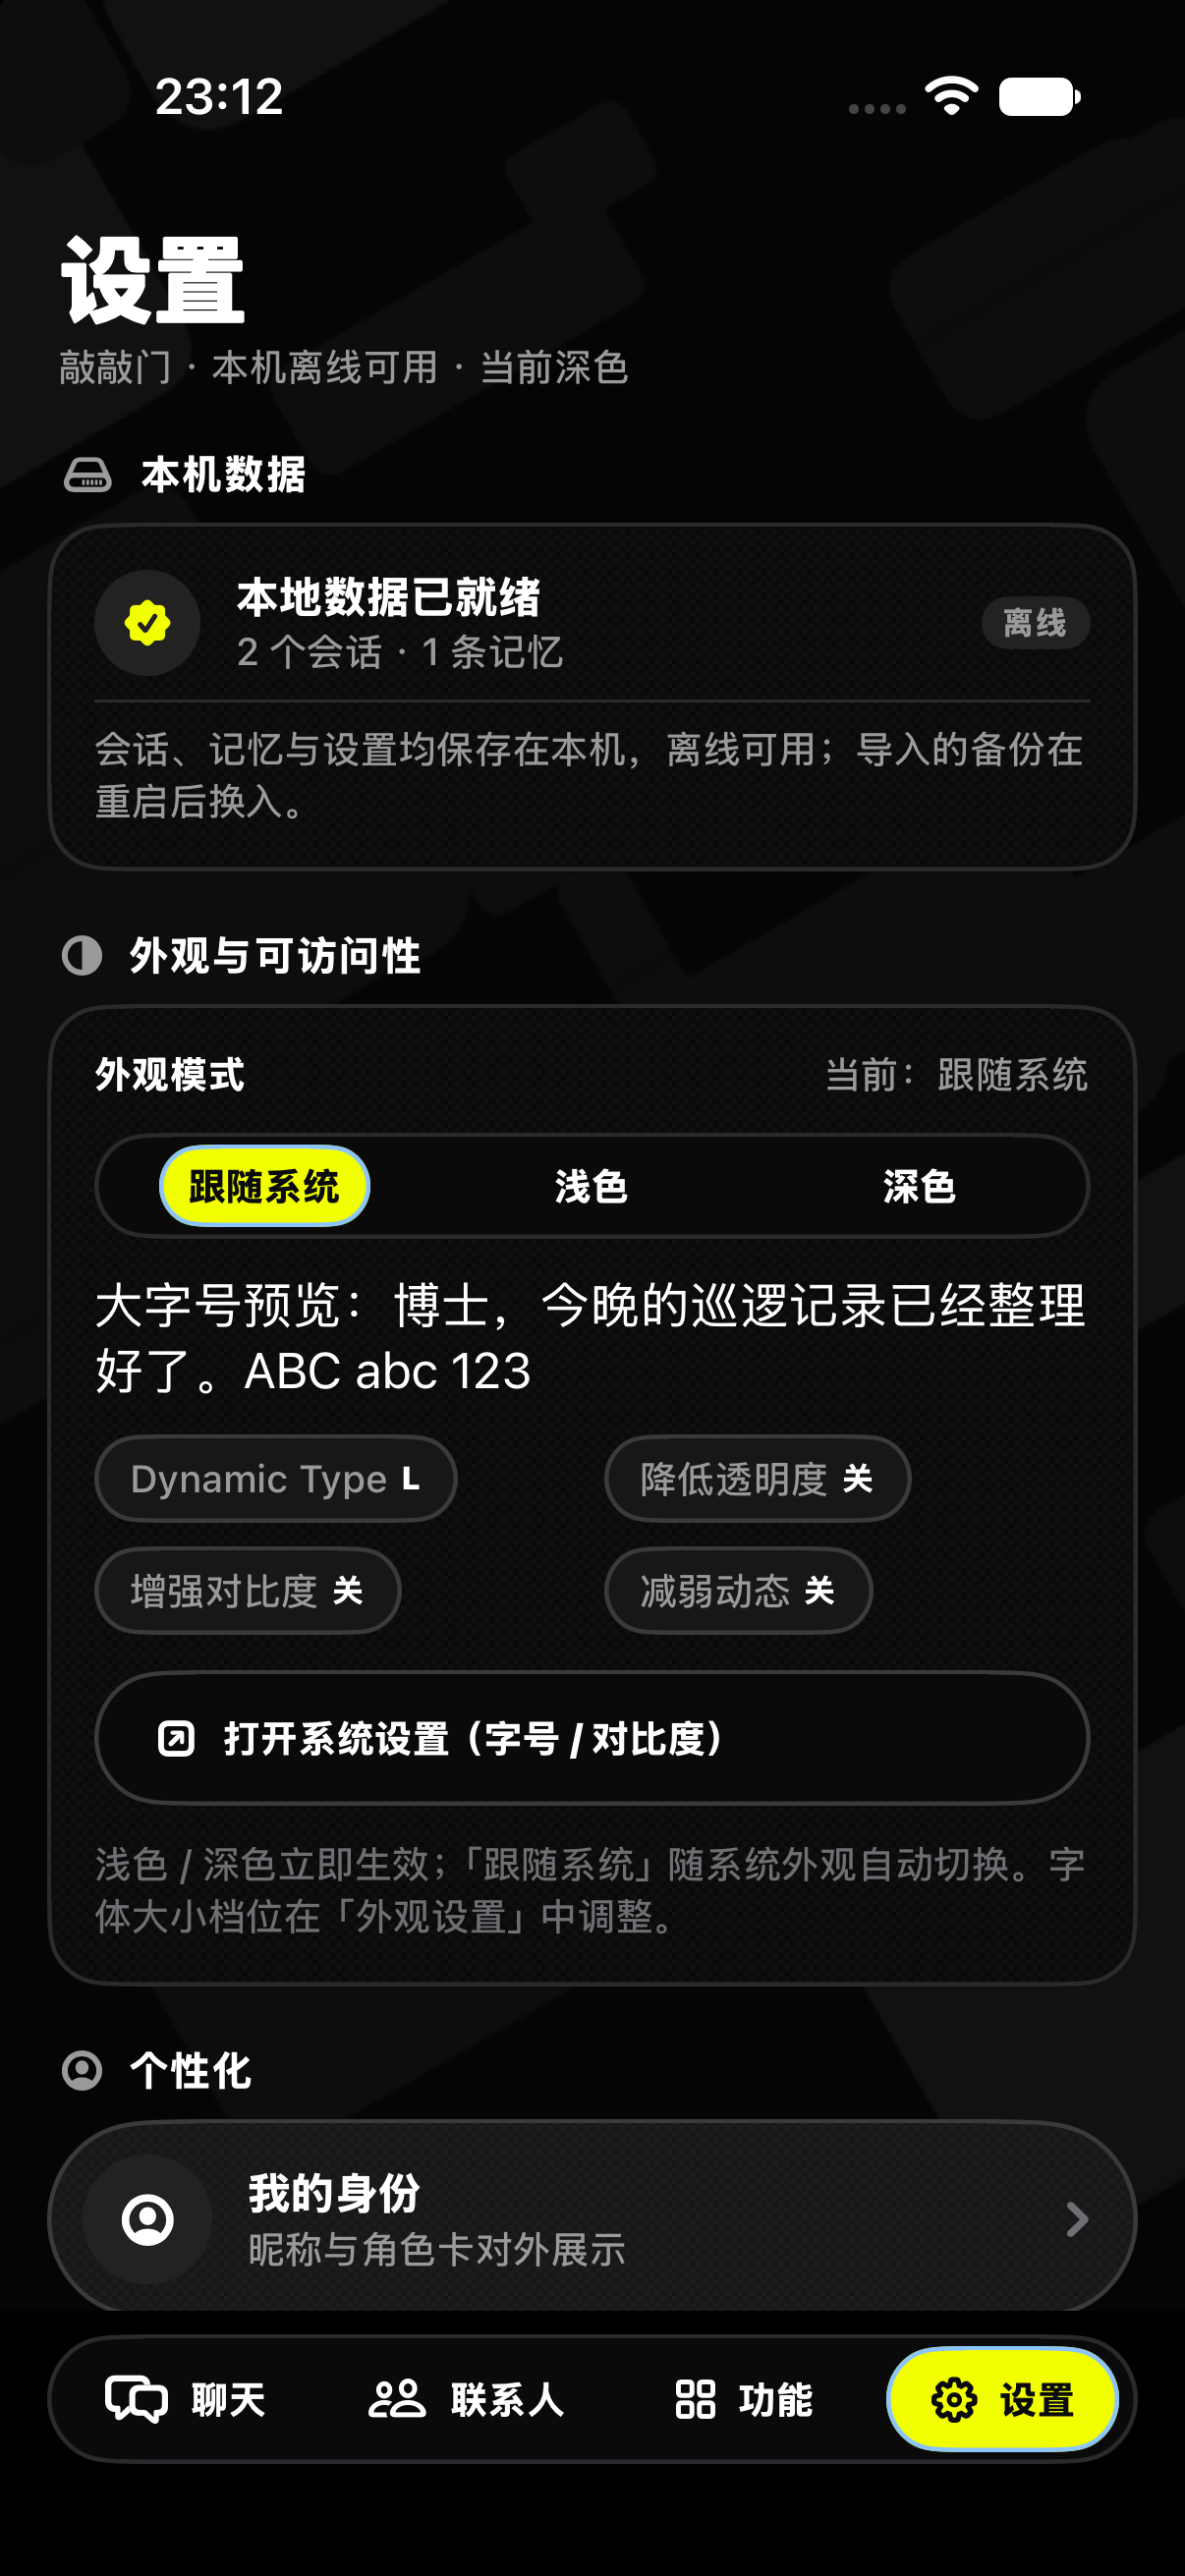 23:12
设置
敲敲门 · 本机离线可用 · 当前深色
本机数据
本地数据已就绪
2 个会话 · 1 条记忆
离线
会话、记忆与设置均保存在本机，离线可用；导入的备份在
重启后换入。
外观与可访问性
外观模式
当前：跟随系统
跟随系统
浅色
深色
大字号预览：博士，今晚的巡逻记录已经整理
好了。ABC abc 123
Dynamic Type L
降低透明度 关
增强对比度 关
减弱动态 关
打开系统设置（字号 / 对比度）
浅色 / 深色立即生效；「跟随系统」随系统外观自动切换。字
体大小档位在「外观设置」中调整。
个性化
我的身份
昵称与角色卡对外展示
聊天
联系人
功能
设置